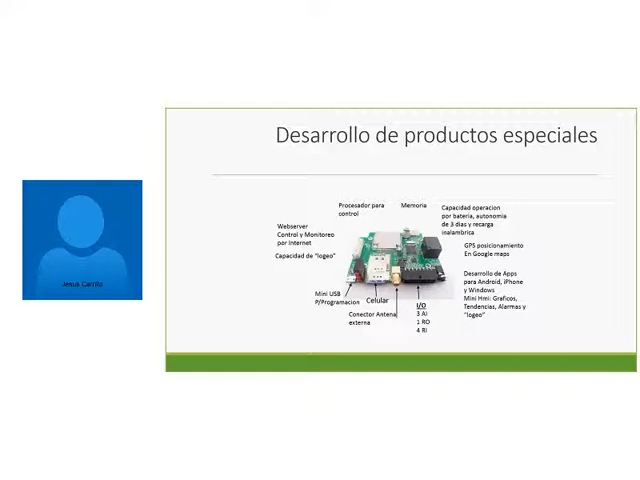 Desarrollo de productos especiales
Procesador para
control
Memoria
Capacidad operacion
por bateria, autonomia
de 3 dias y recarga
inalambrica
Webserver
Control y Monitoreo
por Internet
Capacidad de "logeo"
GPS posicionamiento
En Google maps
Desarrollo de Apps
para Android, iPhone
y Windows
Mini Hmi: Graficos,
Tendencias, Alarmas y
"logeo"
Mini USB
P/Programacion
Celular
Conector Antena
externa
I/O
3 AI
1 RO
4 RI
Jesus Carrillo